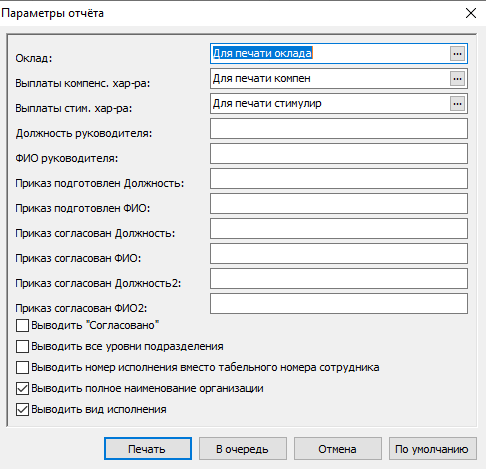 Параметры отчёта
Оклад: Для печати оклада ...
Выплаты компенс. хар-ра: Для печати компен ...
Выплаты стим. хар-ра: Для печати стимулир ...
Должность руководителя:
ФИО руководителя:
Приказ подготовлен Должность:
Приказ подготовлен ФИО:
Приказ согласован Должность:
Приказ согласован ФИО:
Приказ согласован Должность2:
Приказ согласован ФИО2:
Выводить "Согласовано"
Выводить все уровни подразделения
Выводить номер исполнения вместо табельного номера сотрудника
Выводить полное наименование организации
Выводить вид исполнения
Печать В очередь Отмена По умолчанию